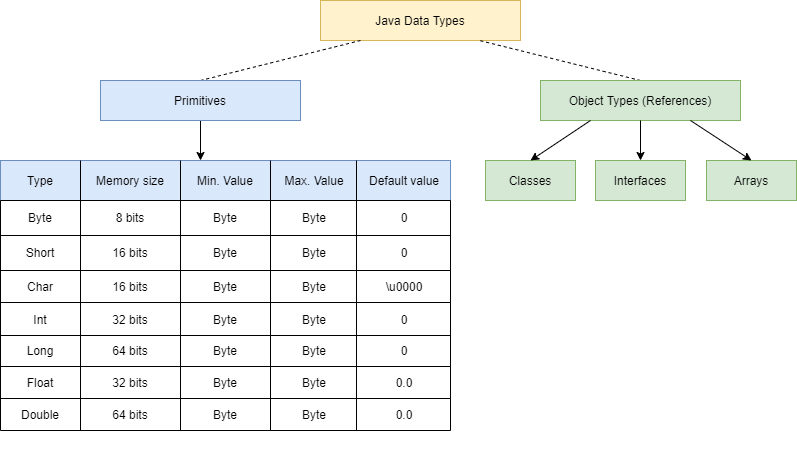 Java Data Types
Primitives
Object Types (References)
Classes
Interfaces
Arrays
Type Memory size Min. Value Max. Value Default value
Byte 8 bits Byte Byte 0
Short 16 bits Byte Byte 0
Char 16 bits Byte Byte \u0000
Int 32 bits Byte Byte 0
Long 64 bits Byte Byte 0
Float 32 bits Byte Byte 0.0
Double 64 bits Byte Byte 0.0